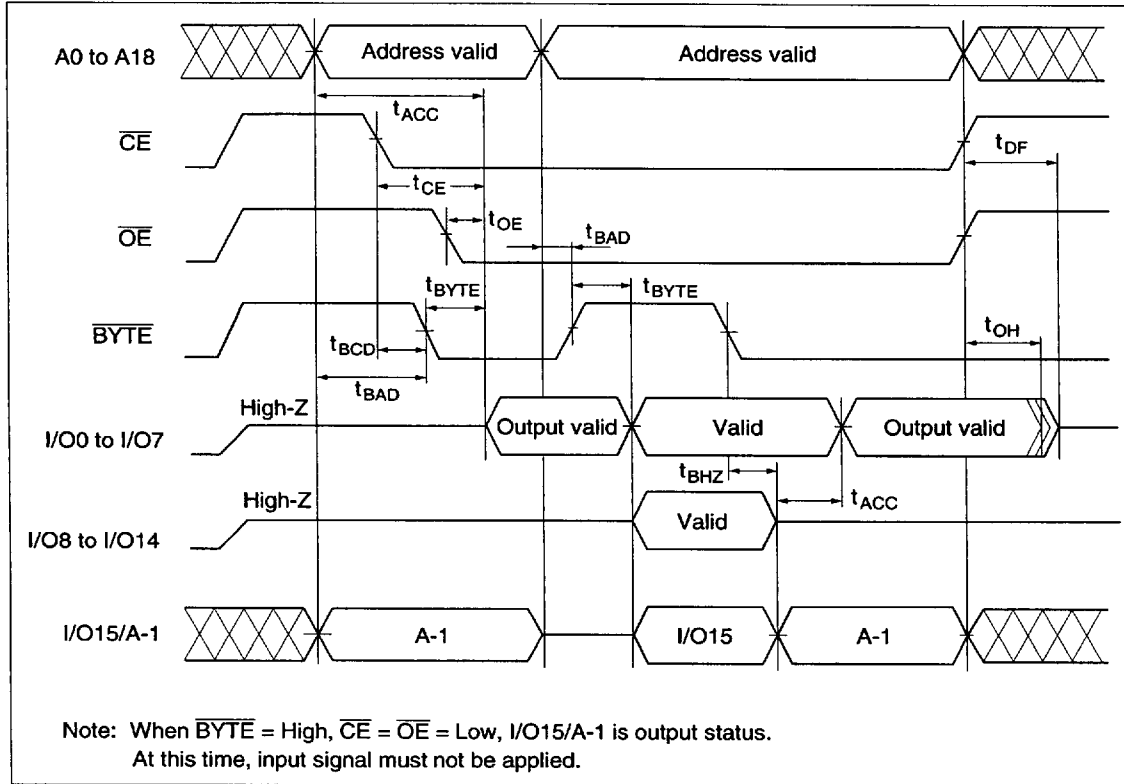 A0 to A18
Address valid
Address valid
tACC
CE
tDF
tCE
tOE
OE
tBAD
tBYTE
tBYTE
BYTE
tBCD
tOH
tBAD
High-Z
I/O0 to I/O7
Output valid
Valid
Output valid
tBHZ
tACC
High-Z
I/O8 to I/O14
Valid
I/O15/A-1
A-1
I/O15
A-1
Note: When BYTE = High, CE = OE = Low, I/O15/A-1 is output status.
At this time, input signal must not be applied.